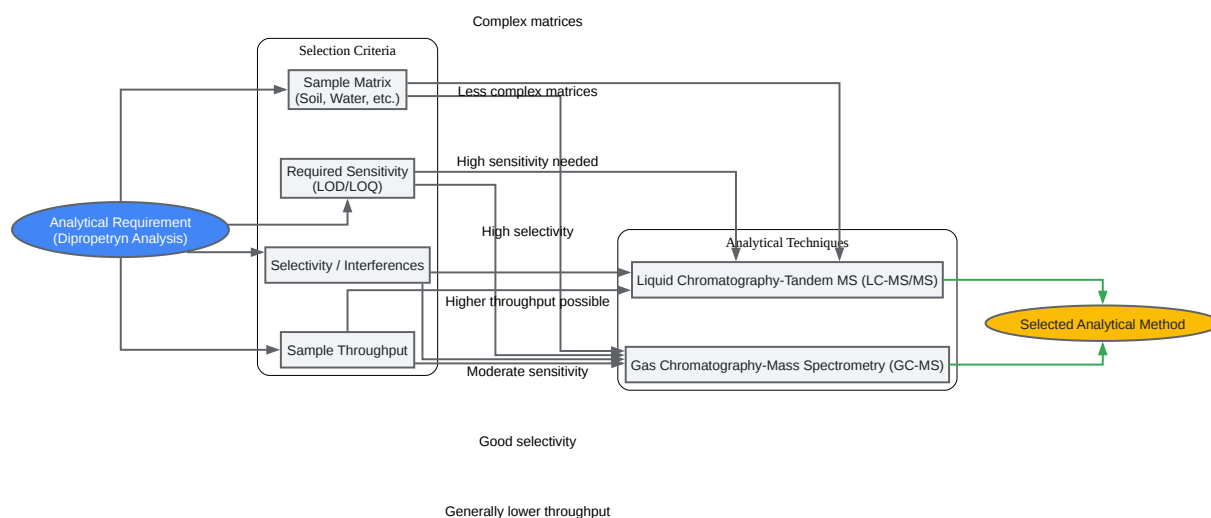 Complex matrices
Selection Criteria
Sample Matrix
(Soil, Water, etc.)
Less complex matrices
High sensitivity needed
Required Sensitivity
(LOD/LOQ)
Analytical Requirement
(Dipropetryn Analysis)
High selectivity
Analytical Techniques
Selectivity / Interferences
Liquid Chromatography-Tandem MS (LC-MS/MS)
Higher throughput possible
Selected Analytical Method
Sample Throughput
Gas Chromatography-Mass Spectrometry (GC-MS)
Moderate sensitivity
Good selectivity
Generally lower throughput